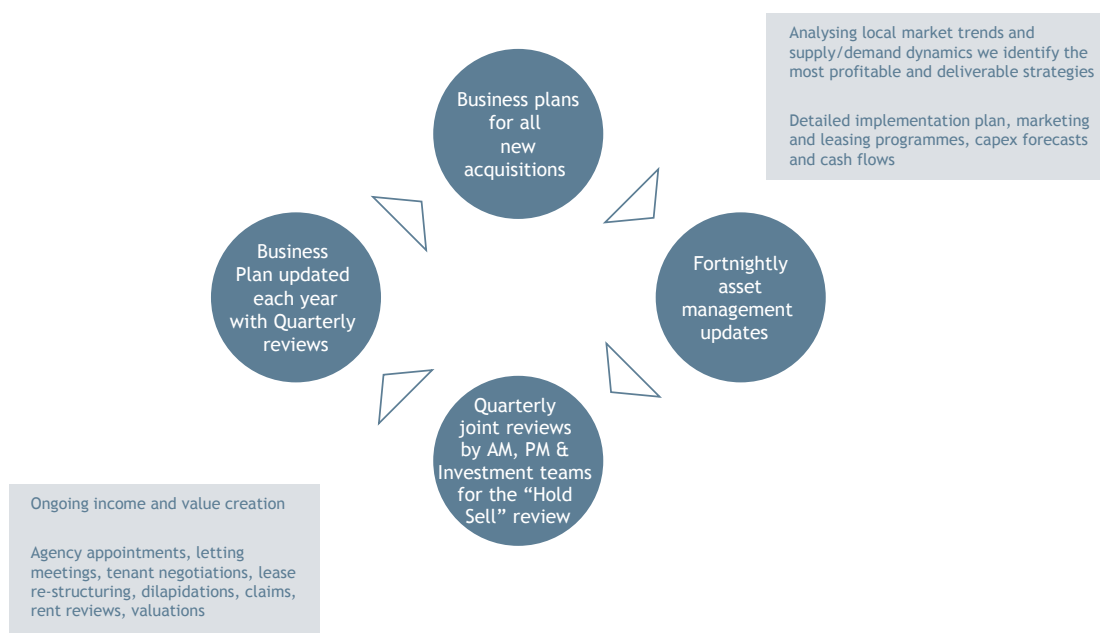 Analysing local market trends and
supply/demand dynamics we identify the
most profitable and deliverable strategies
Detailed implementation plan, marketing
and leasing programmes, capex forecasts
and cash flows
Business plans
for all
new
acquisitions
Business
Plan updated
each year
with Quarterly
reviews
Fortnightly
asset
management
updates
Quarterly
joint reviews
by AM, PM &
Investment teams
for the “Hold
Sell” review
Ongoing income and value creation
Agency appointments, letting
meetings, tenant negotiations, lease
re-structuring, dilapidations, claims,
rent reviews, valuations